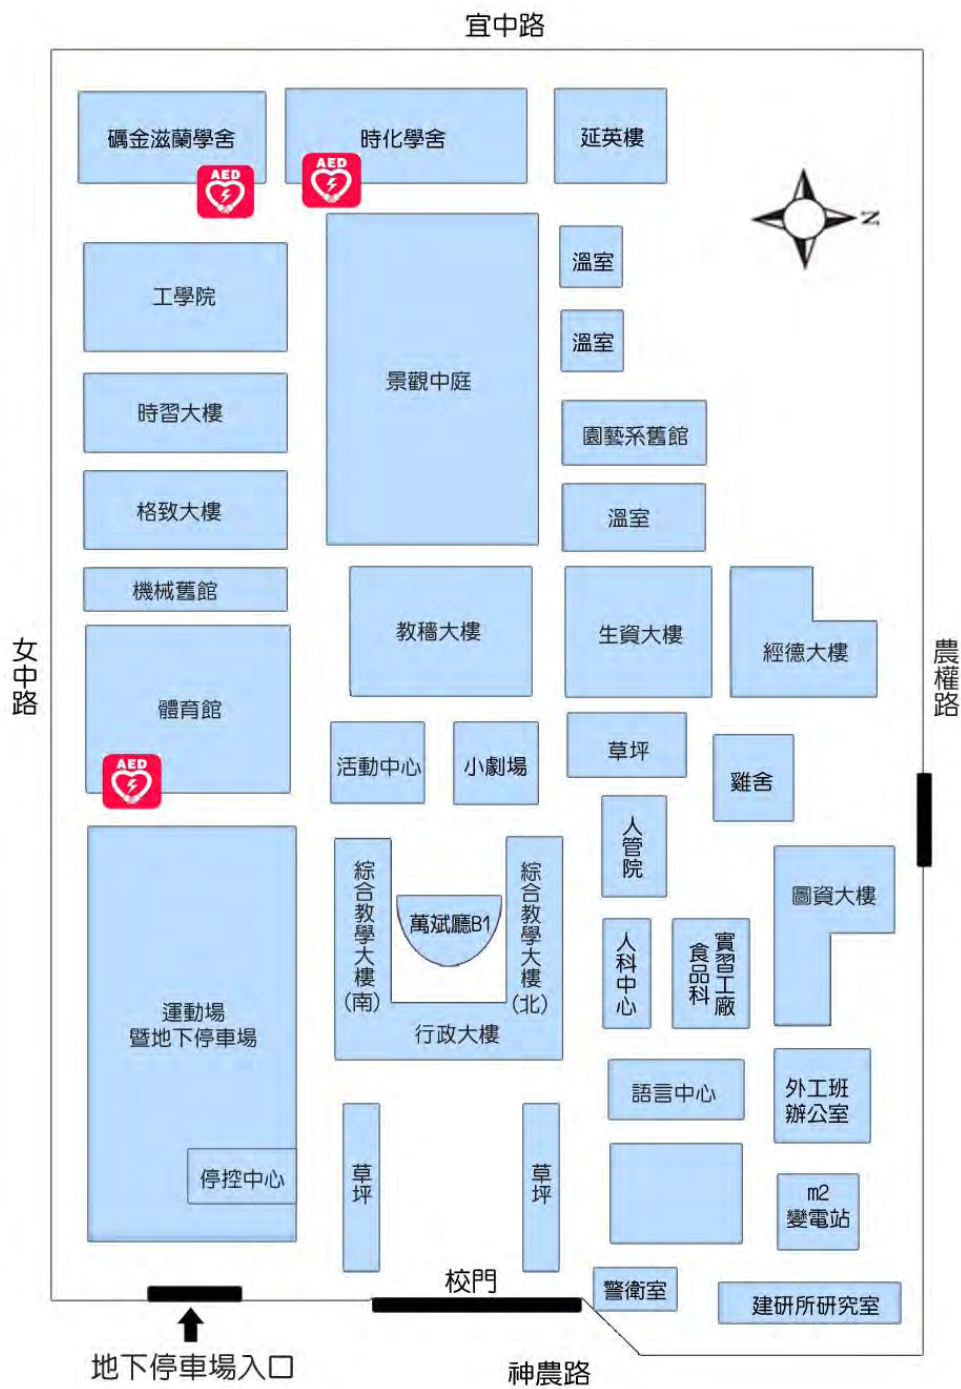 宜中路
礪金滋蘭學舍
時化學舍
延英樓
AED
AED
N
溫室
工學院
溫室
景觀中庭
時習大樓
園藝系舊館
格致大樓
溫室
機械舊館
教穡大樓
生資大樓
經德大樓
女中路
農權路
體育館
AED
活動中心
小劇場
草坪
雞舍
人管院
圖資大樓
綜合教學大樓
(南)
萬斌廳B1
綜合教學大樓
(北)
人科中心
食品科
實習工廠
運動場
暨地下停車場
行政大樓
語言中心
外工班
辦公室
停控中心
草坪
草坪
m2
變電站
校門
警衛室
建研所研究室
地下停車場入口
神農路